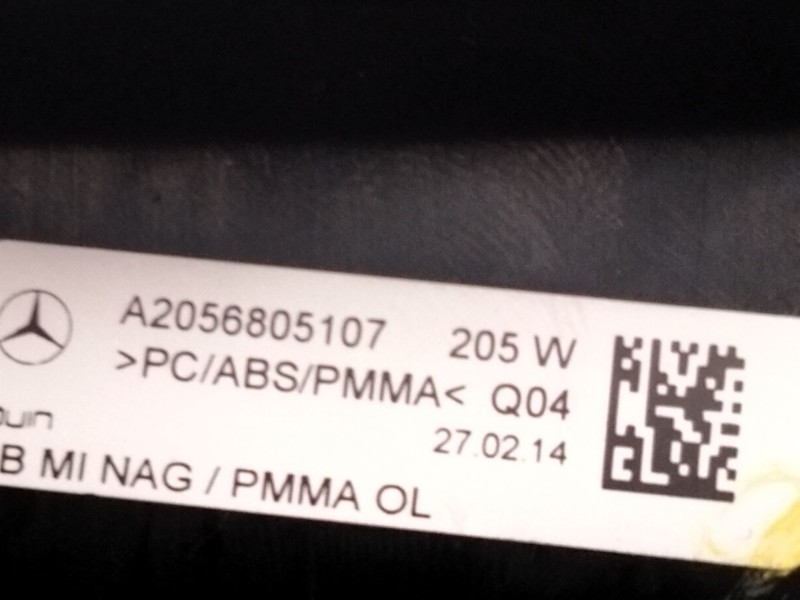 A2056805107 205 W
>PC/ABS/PMMA< Q04
27.02.14
MI NAG / PMMA OL